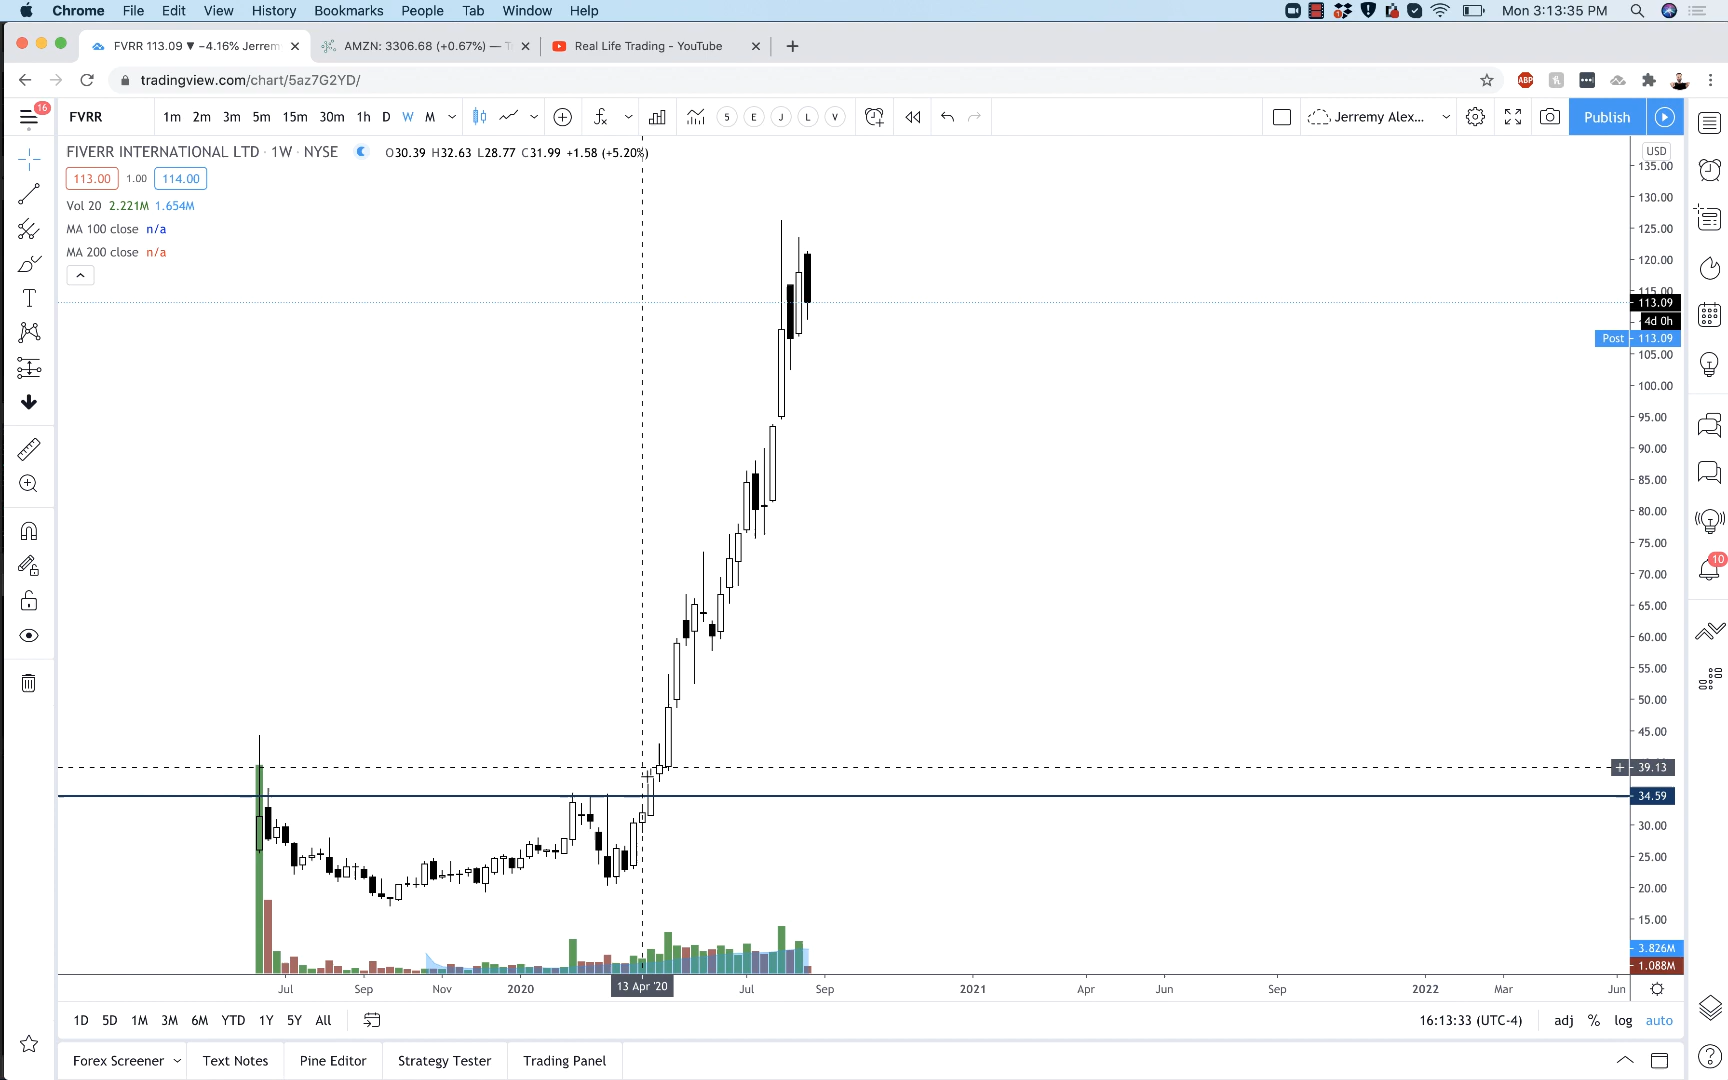 Chrome File Edit View History Bookmarks People Tab Window Help Mon 3:13:35 PM
FVRR 113.09 ▼ −4.16% Jerrem
AMZN: 3306.68 (+0.67%) —
Real Life Trading - YouTube
tradingview.com/chart/5az7G2YD/
ABP
16
FVRR 1m 2m 3m 5m 15m 30m 1h D W M 5 E J L V Jerremy Alex... Publish
FIVERR INTERNATIONAL LTD · 1W · NYSE O30.39 H32.63 L28.77 C31.99 +1.58 (+5.20%)
113.00 1.00 114.00
Vol 20 2.221M 1.654M
MA 100 close n/a
MA 200 close n/a
USD
135.00
130.00
125.00
120.00
115.00
113.09
4d 0h
Post 113.09
105.00
100.00
95.00
90.00
85.00
80.00
75.00
70.00
65.00
60.00
55.00
50.00
45.00
39.13
34.59
30.00
25.00
20.00
15.00
3.826M
1.088M
10
Jul Sep Nov 2020 13 Apr '20 Jul Sep 2021 Apr Jun Sep 2022 Mar Jun
1D 5D 1M 3M 6M YTD 1Y 5Y All 16:13:33 (UTC-4) adj % log auto
Forex Screener Text Notes Pine Editor Strategy Tester Trading Panel